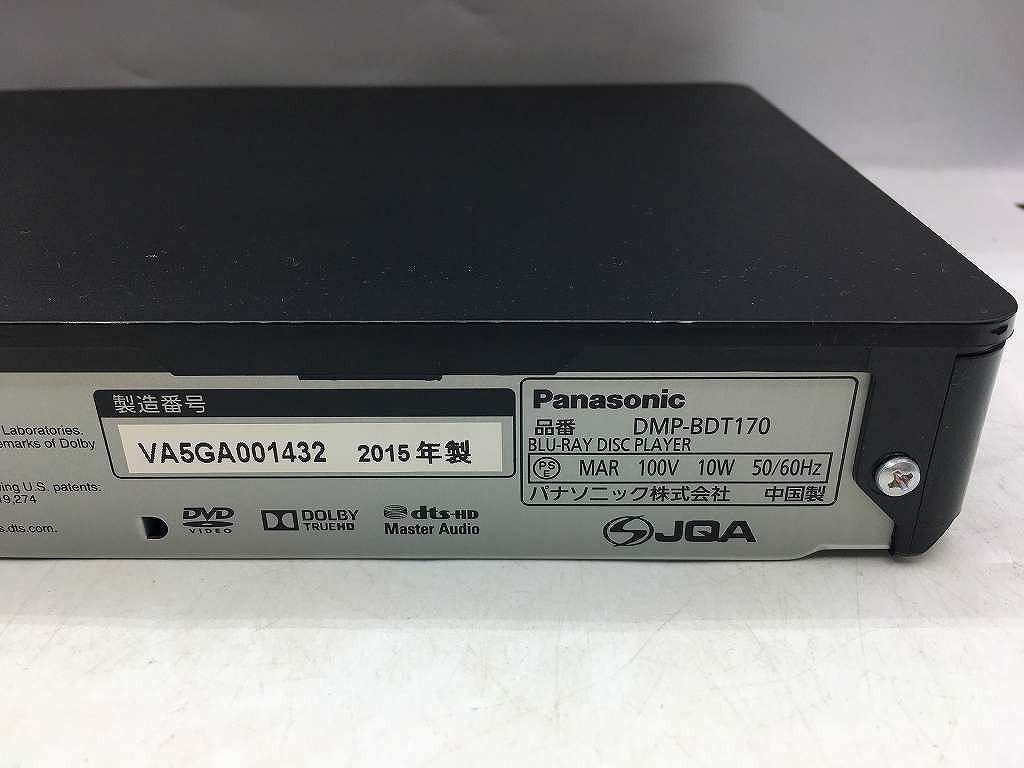 Laboratories.
emarks of Dolby
ing U.S. patents:
9,274
s.dts.com.
製造番号
VA5GA001432 2015年製
DVD
VIDEO
DOLBY
TRUEHD
dts-HD
Master Audio
Panasonic
品番 DMP-BDT170
BLU-RAY DISC PLAYER
PS
E
MAR 100V 10W 50/60Hz
パナソニック株式会社 中国製
JQA